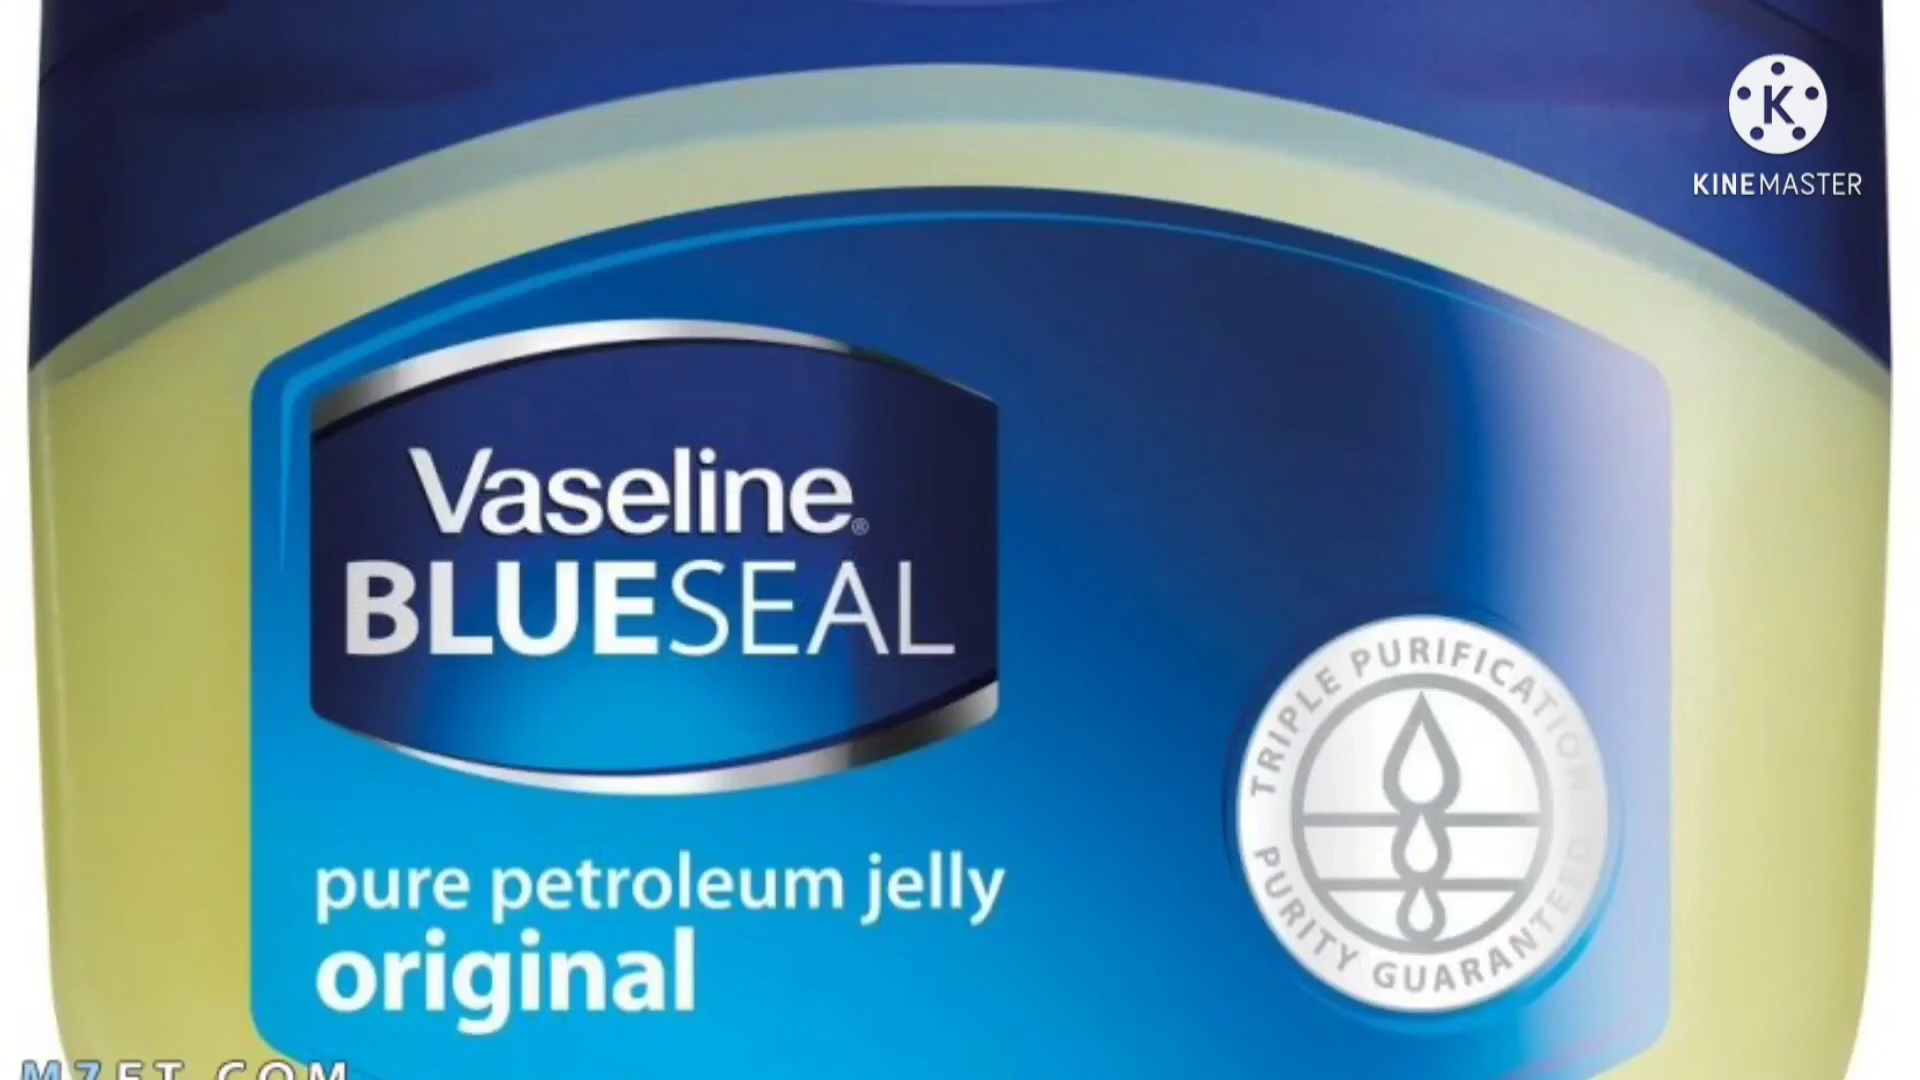 K
KINEMASTER
Vaseline®
BLUESEAL
pure petroleum jelly
original
TRIPLE PURIFICATION
PURITY GUARANTEED